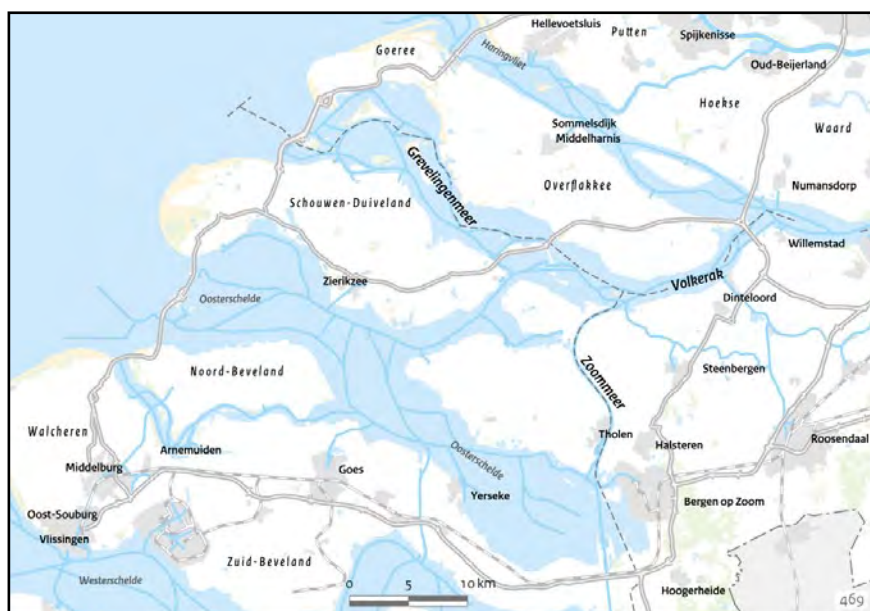 Hellevoetsluis
Putten
Spijkenisse
Goeree
Haringvliet
Oud-Beijerland
Hoekse
Sommelsdijk
Middelharnis
Waard
Grevelingenmeer
Overflakkee
Numansdorp
Schouwen-Duiveland
Willemstad
Zierikzee
Volkerak
Oosterschelde
Dinteloord
Noord-Beveland
Zoommeer
Steenbergen
Walcheren
Tholen
Halsteren
Roosendaal
Arnemuiden
Oosterschelde
Middelburg
Goes
Yerseke
Bergen op Zoom
Oost-Souburg
Vlissingen
Zuid-Beveland
Westerschelde
0 5 10 km
Hoogerheide
469